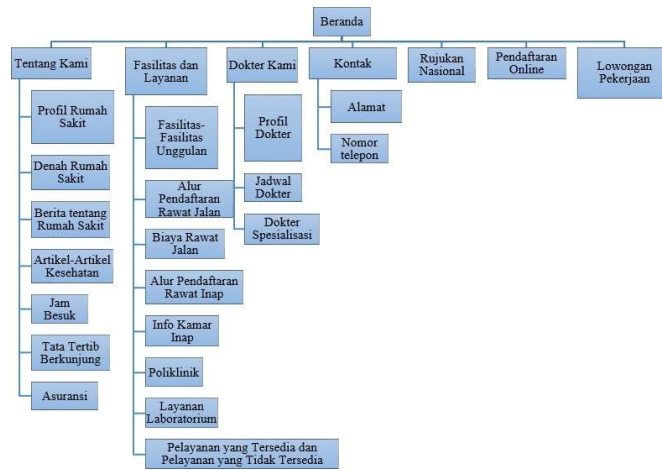 Beranda
Tentang Kami
Fasilitas dan
Layanan
Dokter Kami
Kontak
Rujukan
Nasional
Pendaftaran
Online
Lowongan
Pekerjaan
Profil Rumah
Sakit
Denah Rumah
Sakit
Berita tentang
Rumah Sakit
Artikel-Artikel
Kesehatan
Jam
Besuk
Tata Tertib
Berkunjung
Asuransi
Fasilitas-
Fasilitas
Unggulan
Alur
Pendaftaran
Rawat Jalan
Biaya Rawat
Jalan
Alur Pendaftaran
Rawat Inap
Info Kamar
Inap
Poliklinik
Layanan
Laboratorium
Pelayanan yang Tersedia dan
Pelayanan yang Tidak Tersedia
Profil
Dokter
Jadwal
Dokter
Dokter
Spesialisasi
Alamat
Nomor
telepon